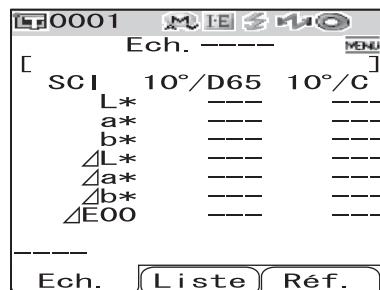 0001 M I·E
Ech. ---- MENU
[ ]
SCI 10°/D65 10°/C
L* --- ---
a* --- ---
b* --- ---
⊿L* --- ---
⊿a* --- ---
⊿b* --- ---
⊿E00 --- ---
----
Ech. Liste Réf.